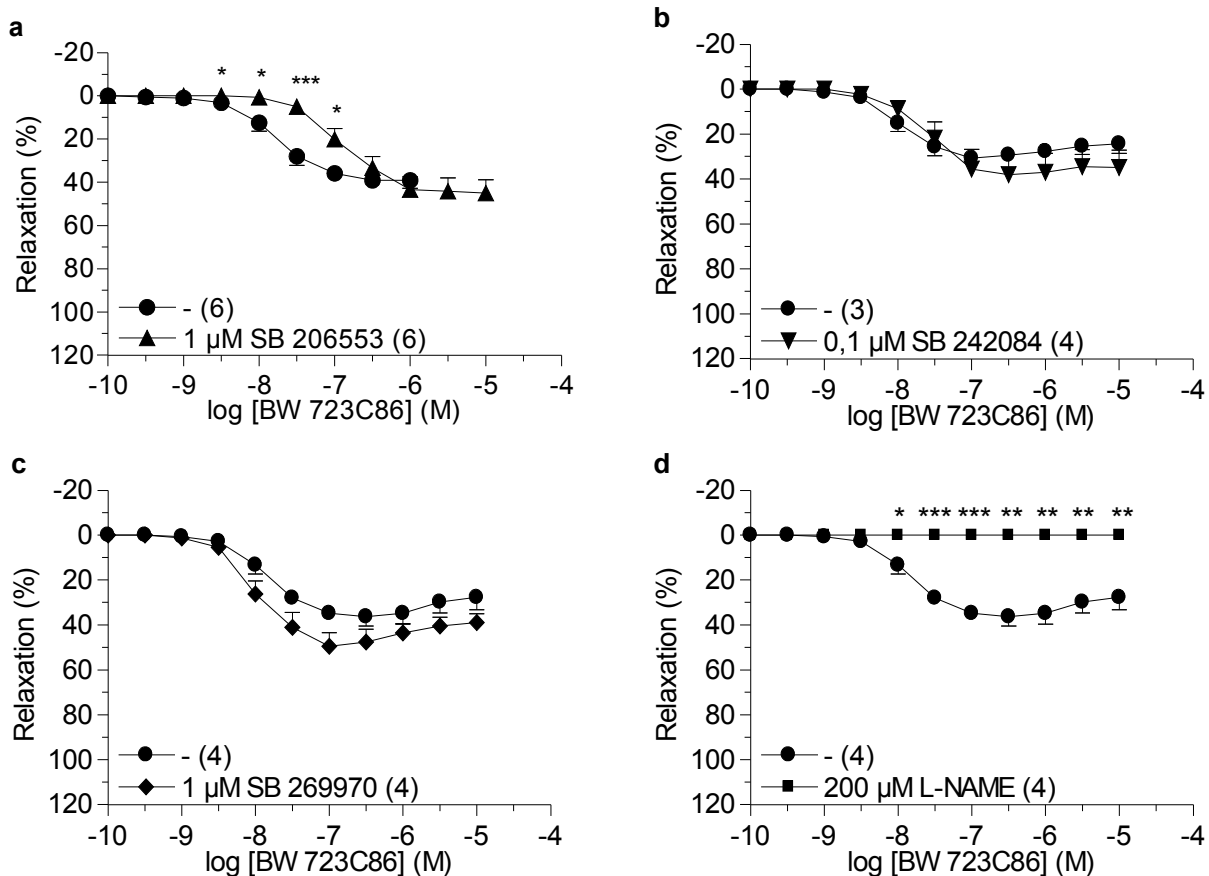 a
* * *** *
-20
0
20
40
60
80
100
120
Relaxation (%)
- (6)
1 µM SB 206553 (6)
-10 -9 -8 -7 -6 -5 -4
log [BW 723C86] (M)
b
-20
0
20
40
60
80
100
120
Relaxation (%)
- (3)
0,1 µM SB 242084 (4)
-10 -9 -8 -7 -6 -5 -4
log [BW 723C86] (M)
c
-20
0
20
40
60
80
100
120
Relaxation (%)
- (4)
1 µM SB 269970 (4)
-10 -9 -8 -7 -6 -5 -4
log [BW 723C86] (M)
d
* *** *** ** ** ** **
-20
0
20
40
60
80
100
120
Relaxation (%)
- (4)
200 µM L-NAME (4)
-10 -9 -8 -7 -6 -5 -4
log [BW 723C86] (M)